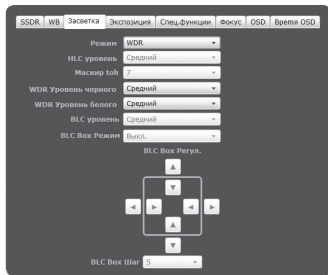 SSDR WB Засветка Экспозиция Спец.функции Фокус OSD Время OSD
Режим WDR
HLC уровень Средний
Маскир toh 7
WDR Уровень черного Средний
WDR Уровень белого Средний
BLC уровень Средний
BLC Box Режим Выкл.
BLC Box Регул.
BLC Box Шаг 5